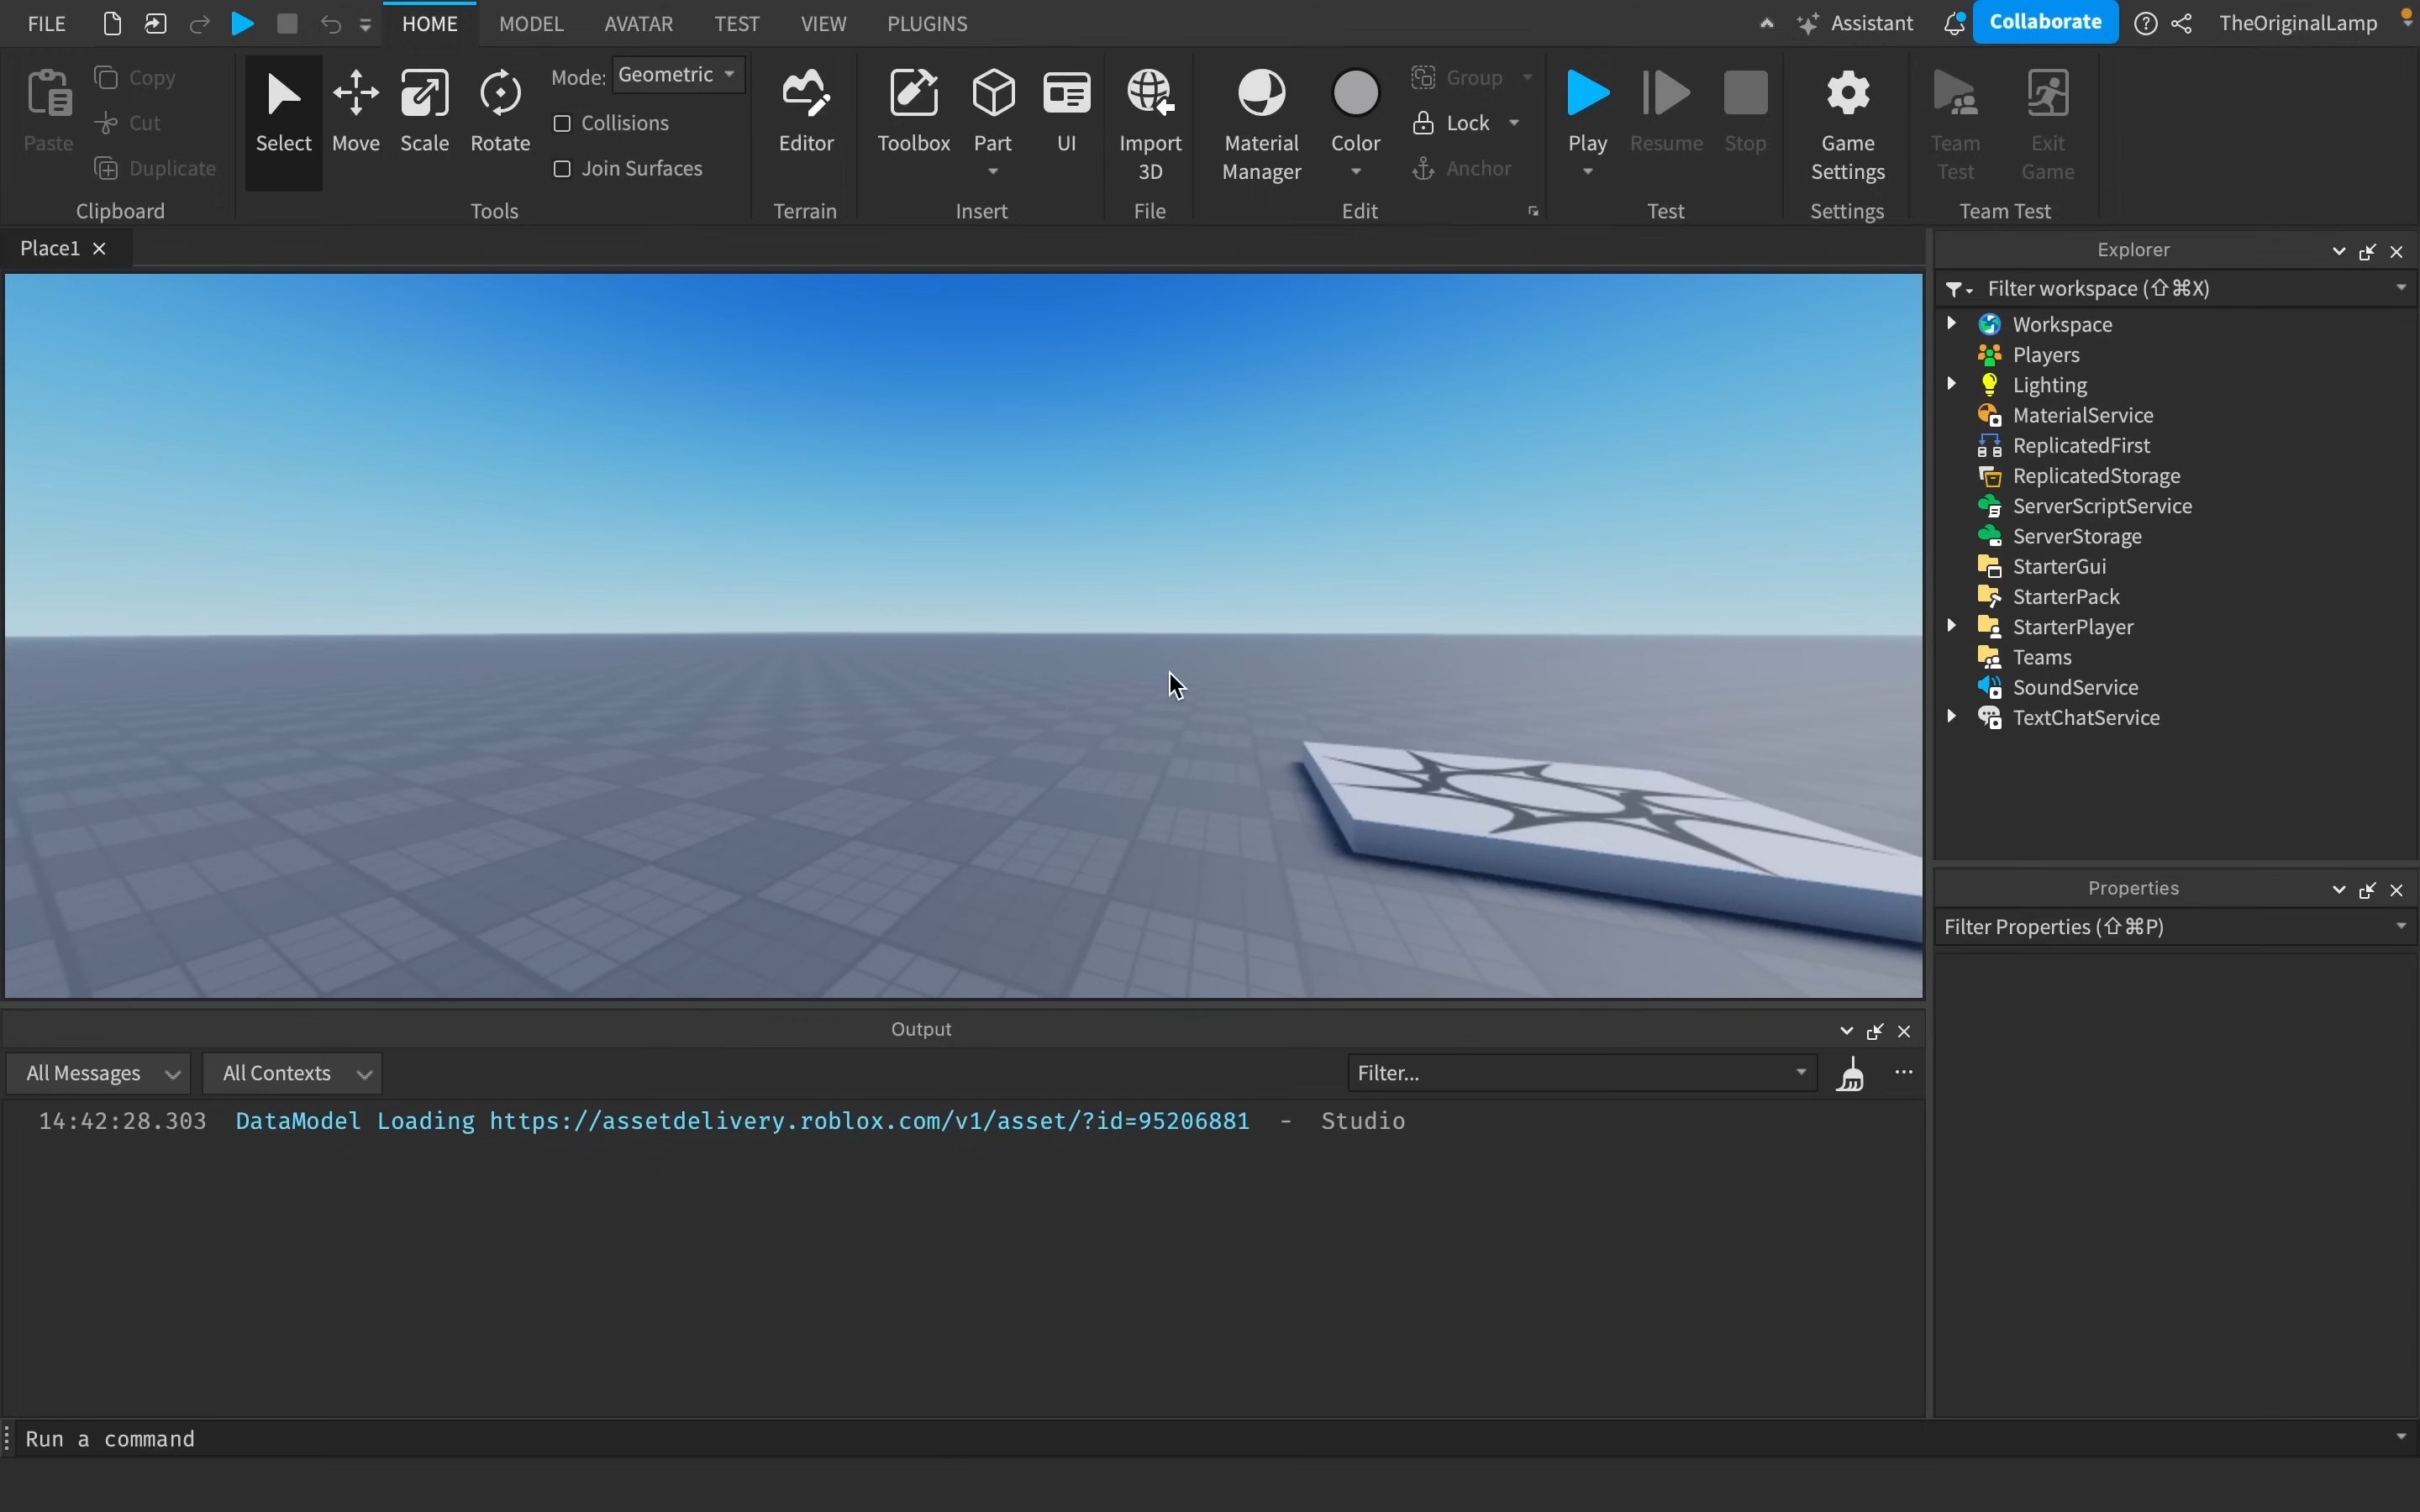 FILE HOME MODEL AVATAR TEST VIEW PLUGINS Assistant Collaborate TheOriginalLamp
Paste
Copy
Cut
Duplicate
Clipboard
Select Move Scale Rotate
Mode: Geometric
Collisions
Join Surfaces
Tools
Editor
Terrain
Toolbox Part UI
Insert
Import
3D
File
Material
Manager
Color
Group
Lock
Anchor
Edit
Play Resume Stop
Test
Game
Settings
Settings
Team
Test
Exit
Game
Team Test
Place1
Explorer
Filter workspace (⇧⌘X)
Workspace
Players
Lighting
MaterialService
ReplicatedFirst
ReplicatedStorage
ServerScriptService
ServerStorage
StarterGui
StarterPack
StarterPlayer
Teams
SoundService
TextChatService
Properties
Filter Properties (⇧⌘P)
Output
All Messages All Contexts Filter...
14:42:28.303 DataModel Loading https://assetdelivery.roblox.com/v1/asset/?id=95206881 - Studio
Run a command